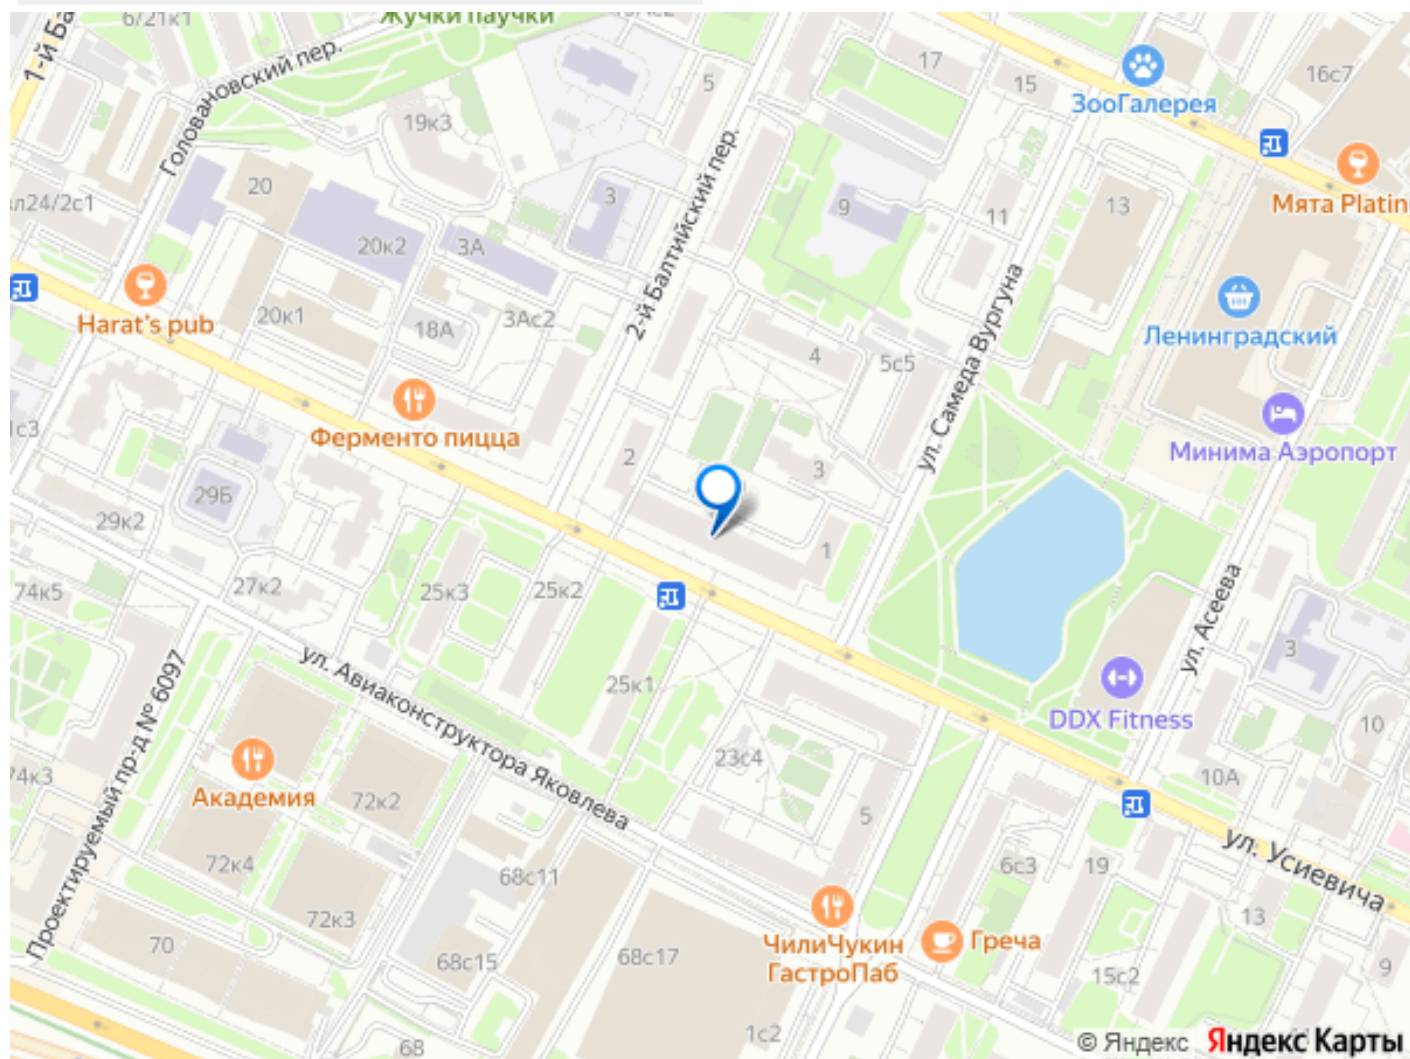 6/21к1
Жучки паучки
1-й Ба
Головановский пер.
17
15
5
16с7
ЗооГалерея
19к3
2-й Балтийский пер.
Мята Platin
20
3
9
11
13
20к2
3А
Harat's pub
20к1
18А
3Ас2
ул. Самеда Вургуна
Ленинградский
4
5с5
Ферменто пицца
Минима Аэропорт
2
3
29Б
29к2
1с3
1
74к5
27к2
25к3
25к2
ул. Асеева
3
ул. Авиаконструктора Яковлева
25к1
Проектируемый пр-д № 6097
DDX Fitness
10
23с4
10А
74к3
Академия
72к2
5
ул. Усиевича
72к4
68с11
6с3
19
72к3
13
70
ЧилиЧукин
ГастроПаб
Греча
68с15
68с17
15с2
9
1с2
68
© Яндекс Яндекс Карты